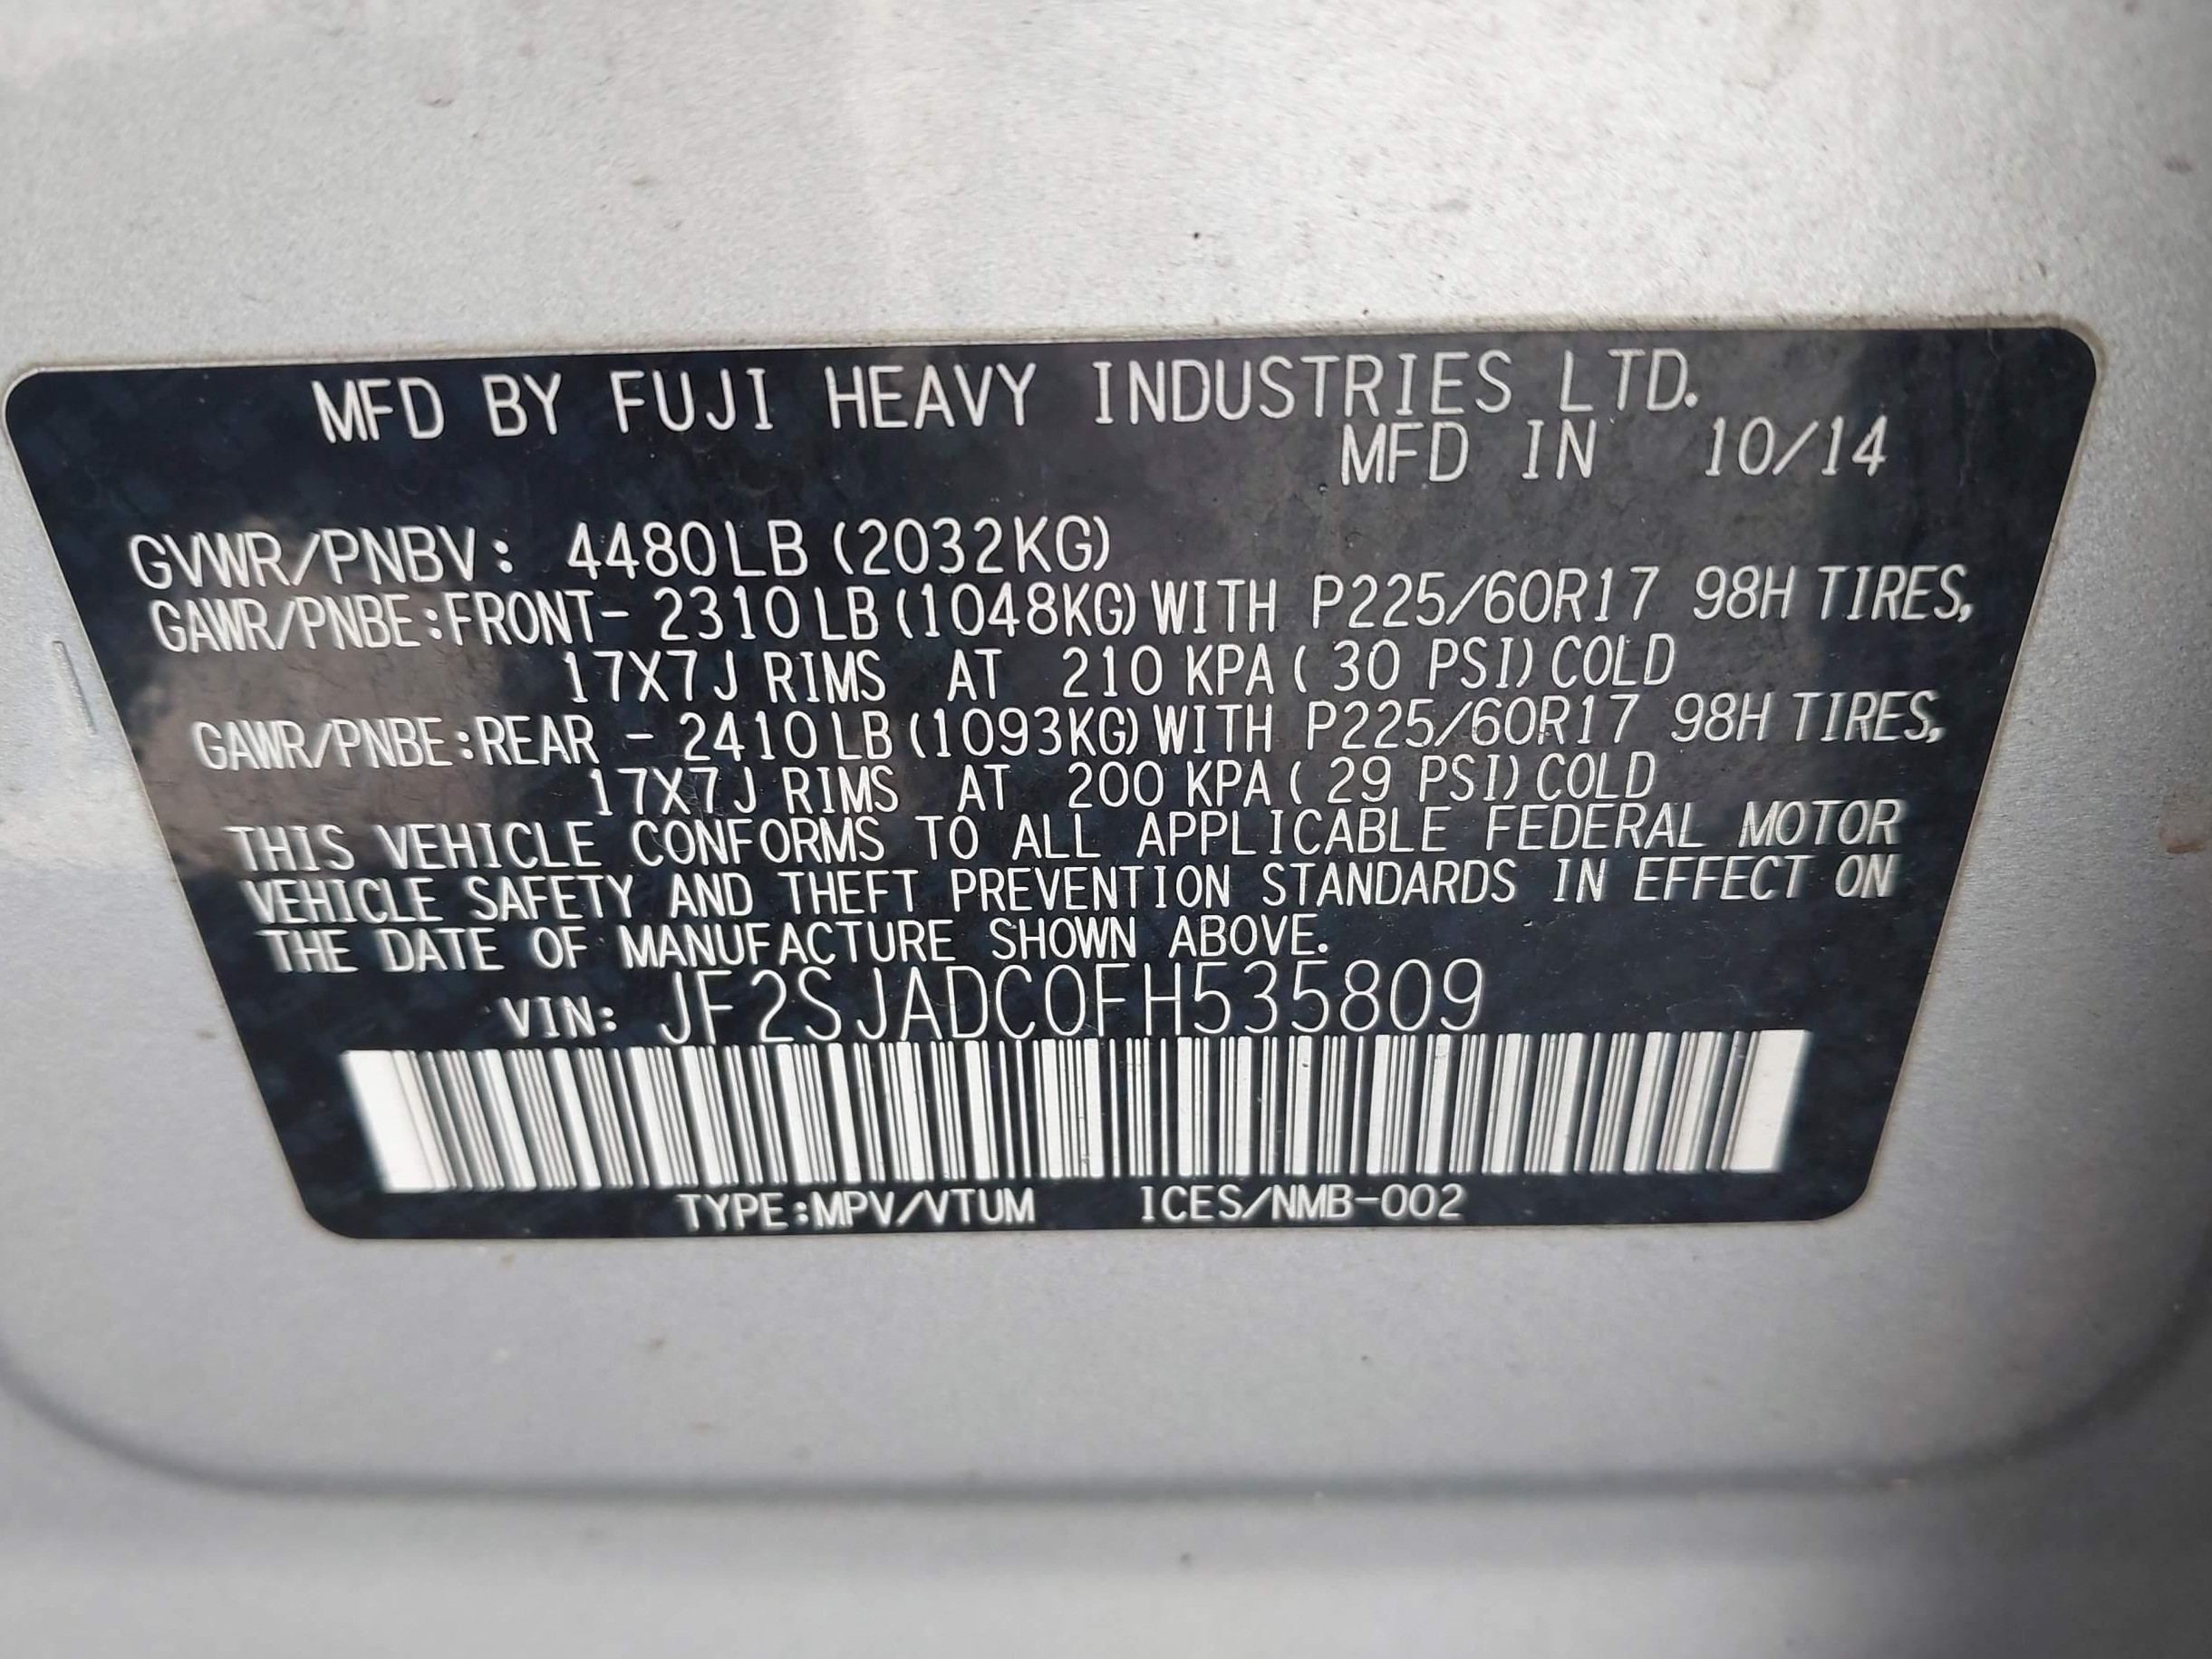 MFD BY FUJI HEAVY INDUSTRIES LTD.
MFD IN 10/14
GVWR/PNBV: 4480LB (2032KG)
GAWR/PNBE:FRONT- 2310LB(1048KG)WITH P225/60R17 98H TIRES,
17X7J RIMS AT 210 KPA( 30 PSI)COLD
GAWR/PNBE:REAR - 2410LB(1093KG)WITH P225/60R17 98H TIRES,
17X7J RIMS AT 200 KPA( 29 PSI)COLD
THIS VEHICLE CONFORMS TO ALL APPLICABLE FEDERAL MOTOR
VEHICLE SAFETY AND THEFT PREVENTION STANDARDS IN EFFECT ON
THE DATE OF MANUFACTURE SHOWN ABOVE.
VIN: JF2SJADC0FH535809
TYPE:MPV/VTUM ICES/NMB-002